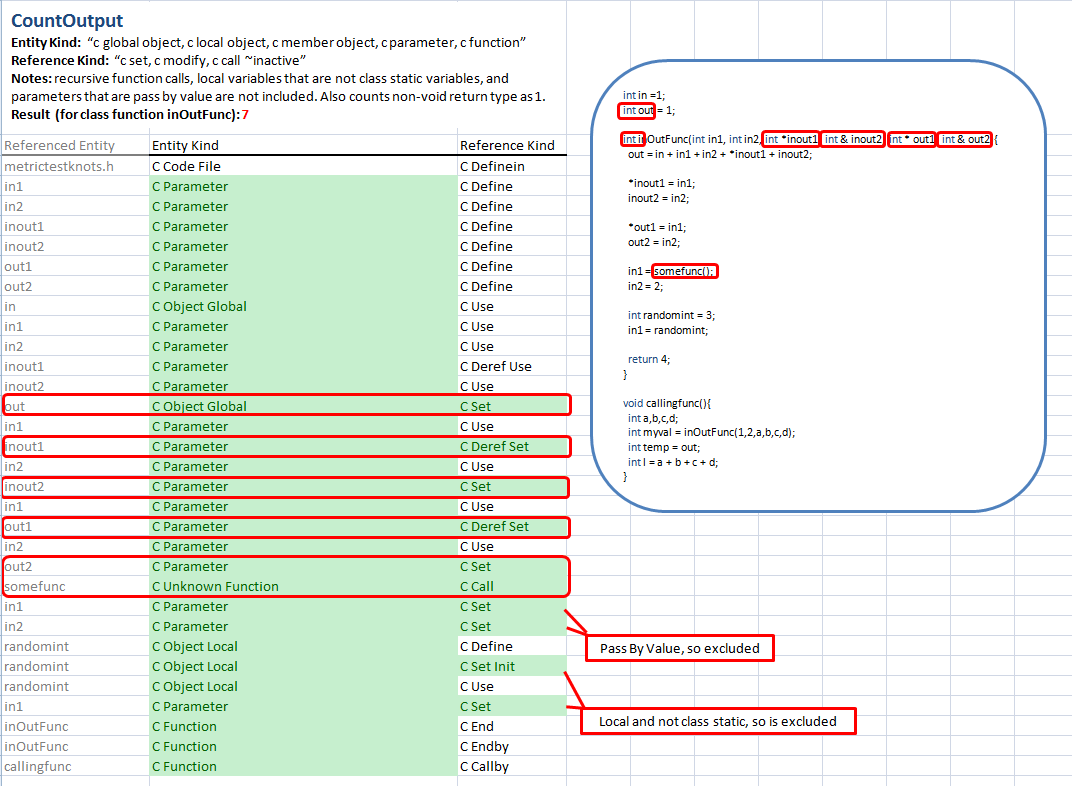 CountOutput
Entity Kind:  “c global object, c local object, c member object, c parameter, c function”
Reference Kind:  “c set, c modify, c call ~inactive”
Notes: recursive function calls, local variables that are not class static variables, and
parameters that are pass by value are not included. Also counts non-void return type as 1.
Result  (for class function inOutFunc): 7
Referenced Entity Entity Kind Reference Kind
metrictestknots.h C Code File C Definein
in1 C Parameter C Define
in2 C Parameter C Define
inout1 C Parameter C Define
inout2 C Parameter C Define
out1 C Parameter C Define
out2 C Parameter C Define
in C Object Global C Use
in1 C Parameter C Use
in2 C Parameter C Use
inout1 C Parameter C Deref Use
inout2 C Parameter C Use
out C Object Global C Set
in1 C Parameter C Use
inout1 C Parameter C Deref Set
in2 C Parameter C Use
inout2 C Parameter C Set
in1 C Parameter C Use
out1 C Parameter C Deref Set
in2 C Parameter C Use
out2 C Parameter C Set
somefunc C Unknown Function C Call
in1 C Parameter C Set
in2 C Parameter C Set
randomint C Object Local C Define
randomint C Object Local C Set Init
randomint C Object Local C Use
in1 C Parameter C Set
inOutFunc C Function C End
inOutFunc C Function C Endby
callingfunc C Function C Callby
int in =1;
int out = 1;
int inOutFunc(int in1, int in2, int *inout1, int & inout2, int * out1, int & out2) {
out = in + in1 + in2 + *inout1 + inout2;
*inout1 = in1;
inout2 = in2;
*out1 = in1;
out2 = in2;
in1 = somefunc();
in2 = 2;
int randomint = 3;
in1 = randomint;
return 4;
}
void callingfunc(){
int a,b,c,d;
int myval = inOutFunc(1,2,a,b,c,d);
int temp = out;
int l = a + b + c + d;
}
Pass By Value, so excluded
Local and not class static, so is excluded